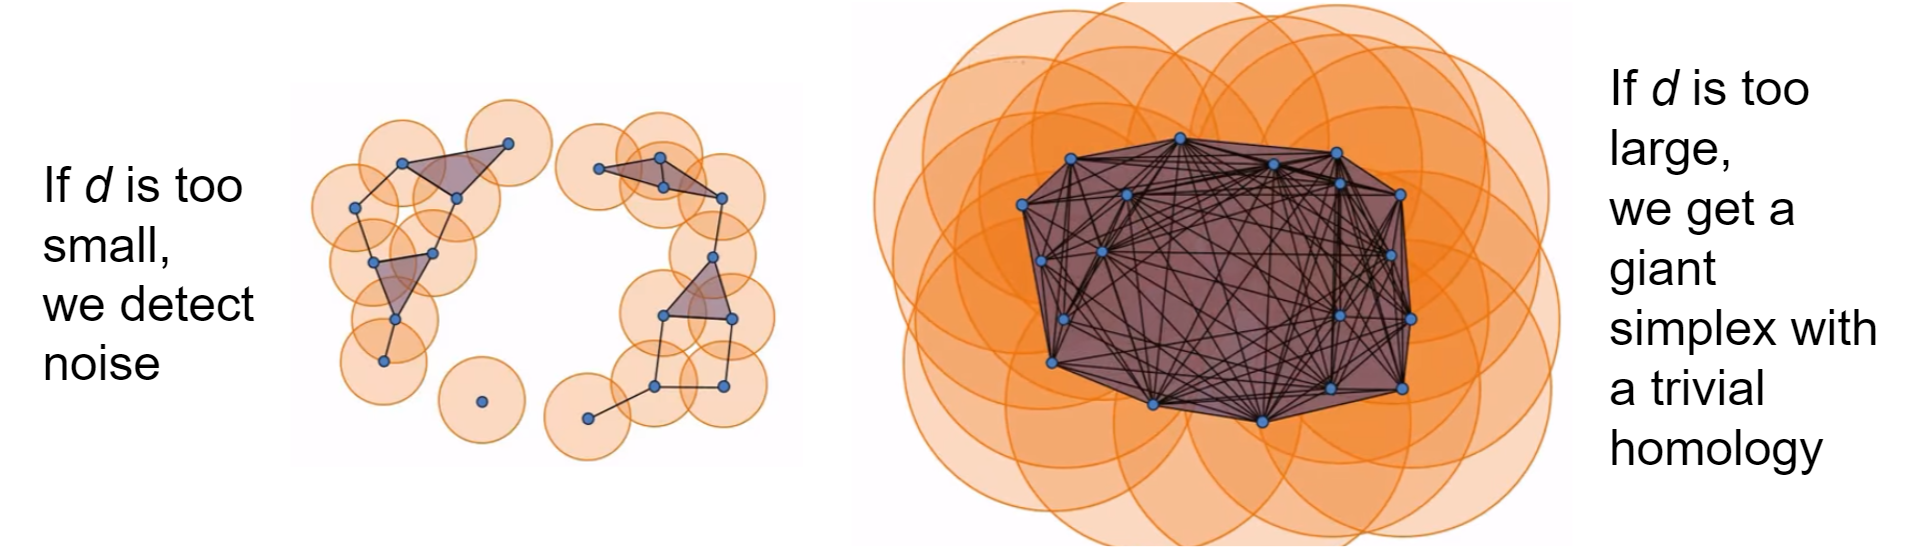 If d is too
small,
we detect
noise
If d is too
large,
we get a
giant
simplex with
a trivial
homology